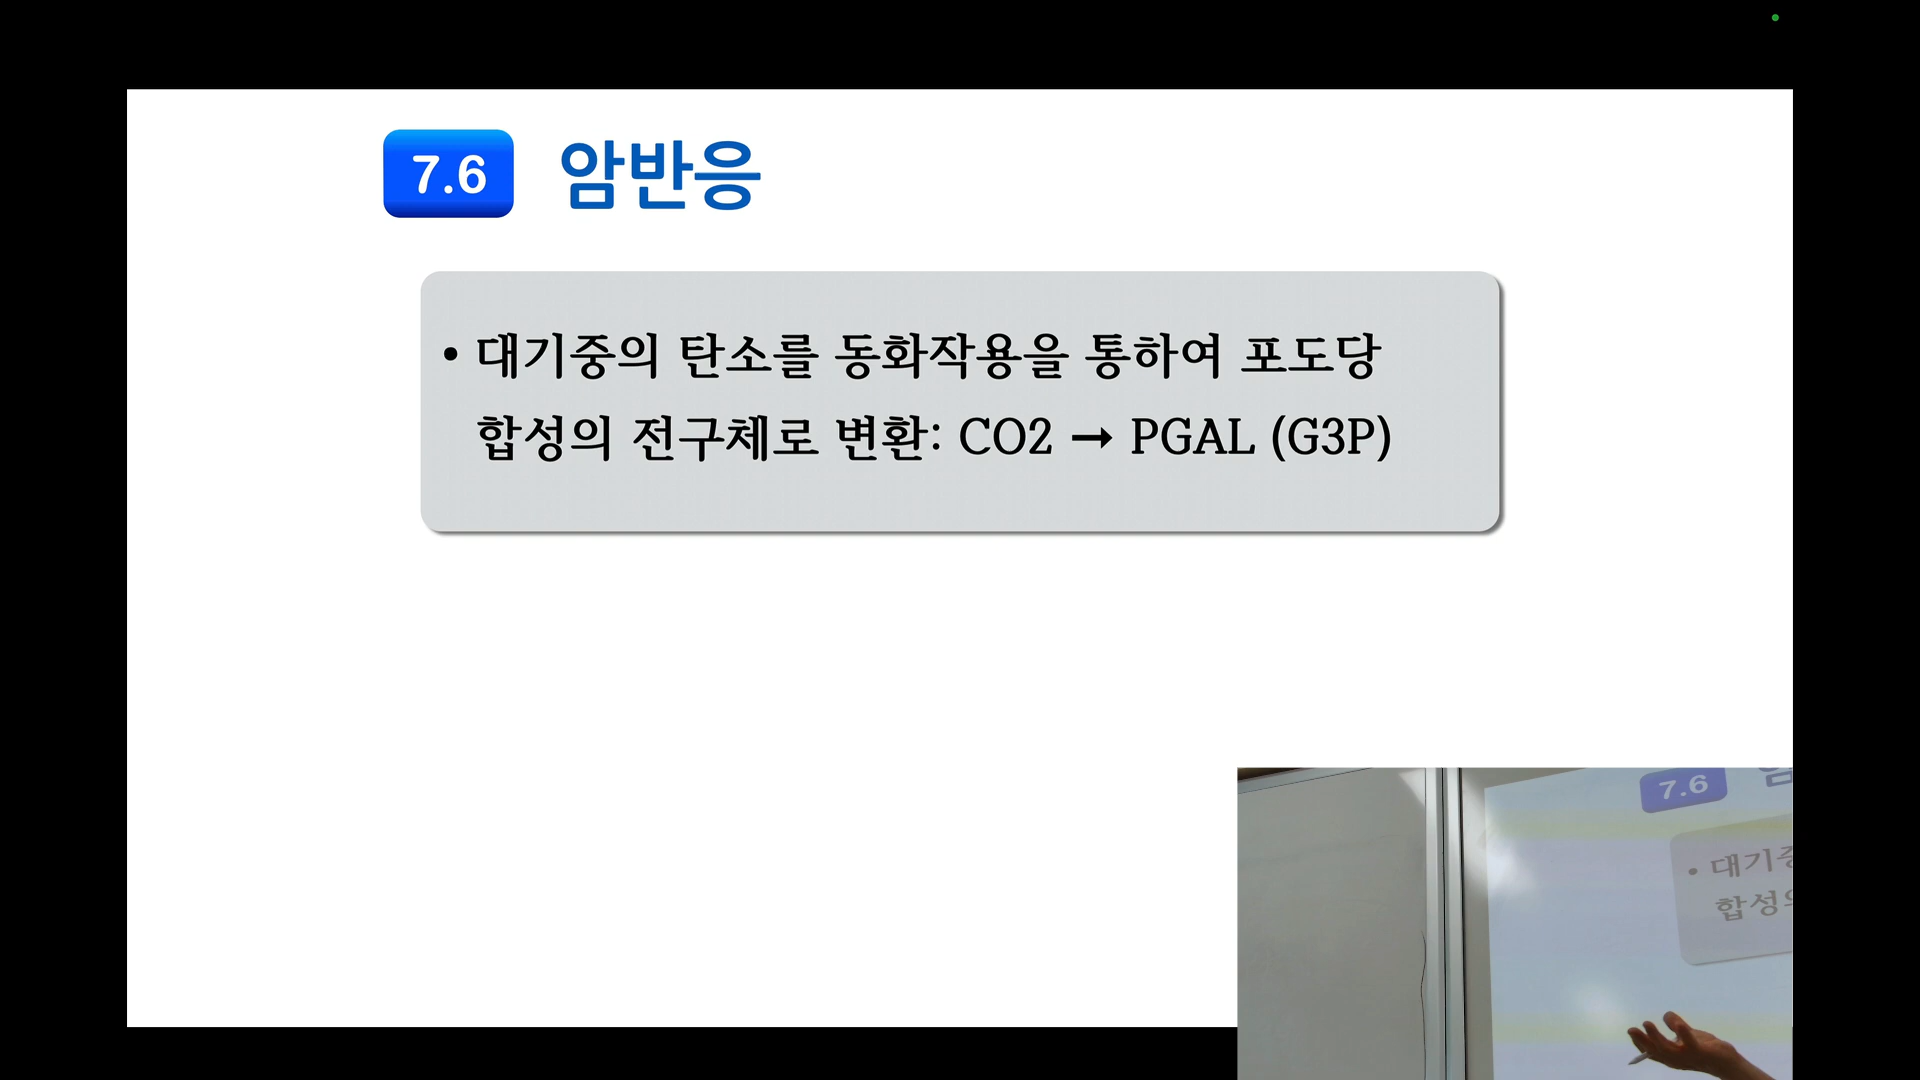 7.6 암반응
• 대기중의 탄소를 동화작용을 통하여 포도당
합성의 전구체로 변환: CO2 → PGAL (G3P)
7.6
• 대기
합성